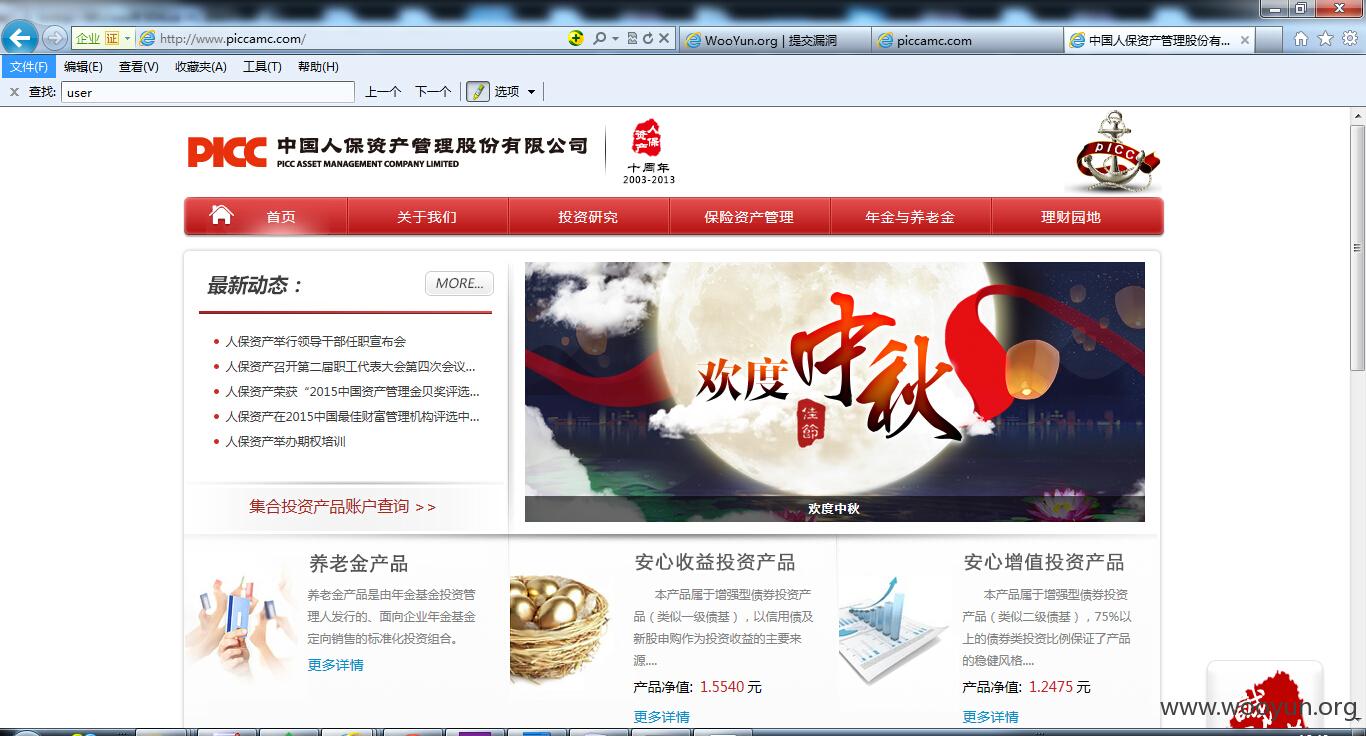 企业 证 http://www.piccamc.com/
WooYun.org | 提交漏洞
piccamc.com
中国人保资产管理股份有...
文件(F) 编辑(E) 查看(V) 收藏夹(A) 工具(T) 帮助(H)
x 查找: user 上一个 下一个 选项
PICC 中国人保资产管理股份有限公司
PICC ASSET MANAGEMENT COMPANY LIMITED
人保资产
十周年
2003-2013
PICC
首页 关于我们 投资研究 保险资产管理 年金与养老金 理财园地
最新动态：
MORE...
人保资产举行领导干部任职宣布会
人保资产召开第二届职工代表大会第四次会议...
人保资产荣获“2015中国资产管理金贝奖评选...
人保资产在2015中国最佳财富管理机构评选中...
人保资产举办期权培训
集合投资产品账户查询 >>
欢度中秋
佳節
欢度中秋
养老金产品
养老金产品是由年金基金投资管
理人发行的、面向企业年金基金
定向销售的标准化投资组合。
更多详情
安心收益投资产品
本产品属于增强型债券投资产
品（类似一级债基），以信用债及
新股申购作为投资收益的主要来
源....
产品净值: 1.5540 元
更多详情
安心增值投资产品
本产品属于增强型债券投资
产品（类似二级债基），75%以
上的债券类投资比例保证了产品
的稳健风格....
产品净值: 1.2475 元
更多详情
www.wooyun.org